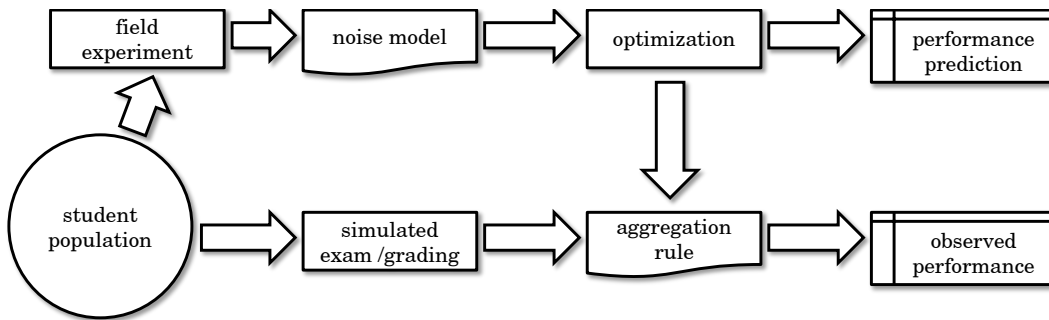 field
experiment
noise model
optimization
performance
prediction
student
population
simulated
exam /grading
aggregation
rule
observed
performance